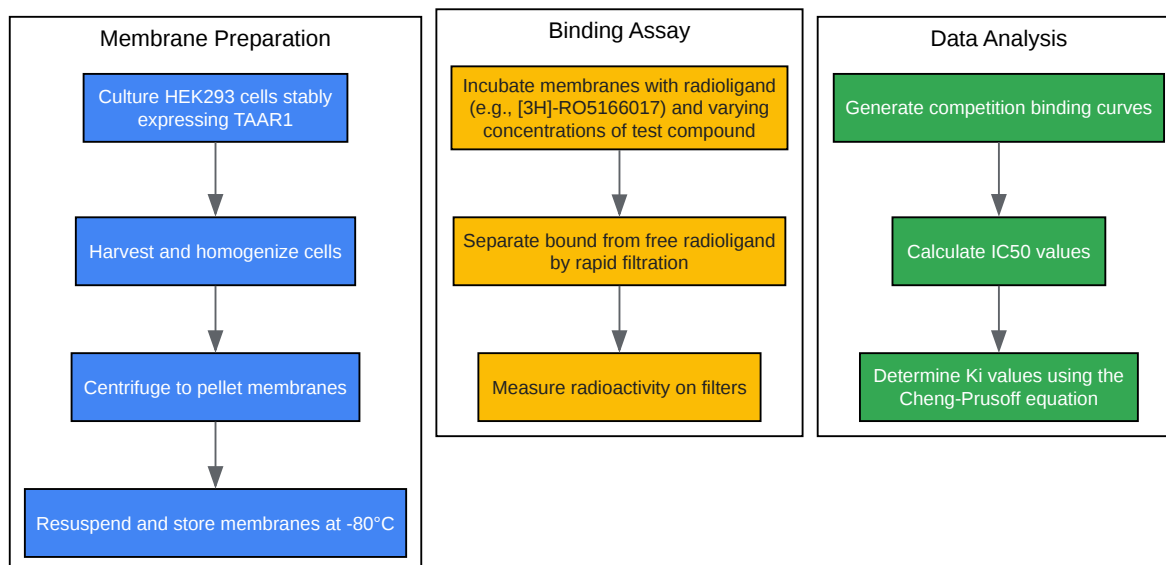 Membrane Preparation
Culture HEK293 cells stably
expressing TAAR1
Harvest and homogenize cells
Centrifuge to pellet membranes
Resuspend and store membranes at -80°C
Binding Assay
Incubate membranes with radioligand
(e.g., [3H]-RO5166017) and varying
concentrations of test compound
Separate bound from free radioligand
by rapid filtration
Measure radioactivity on filters
Data Analysis
Generate competition binding curves
Calculate IC50 values
Determine Ki values using the
Cheng-Prusoff equation